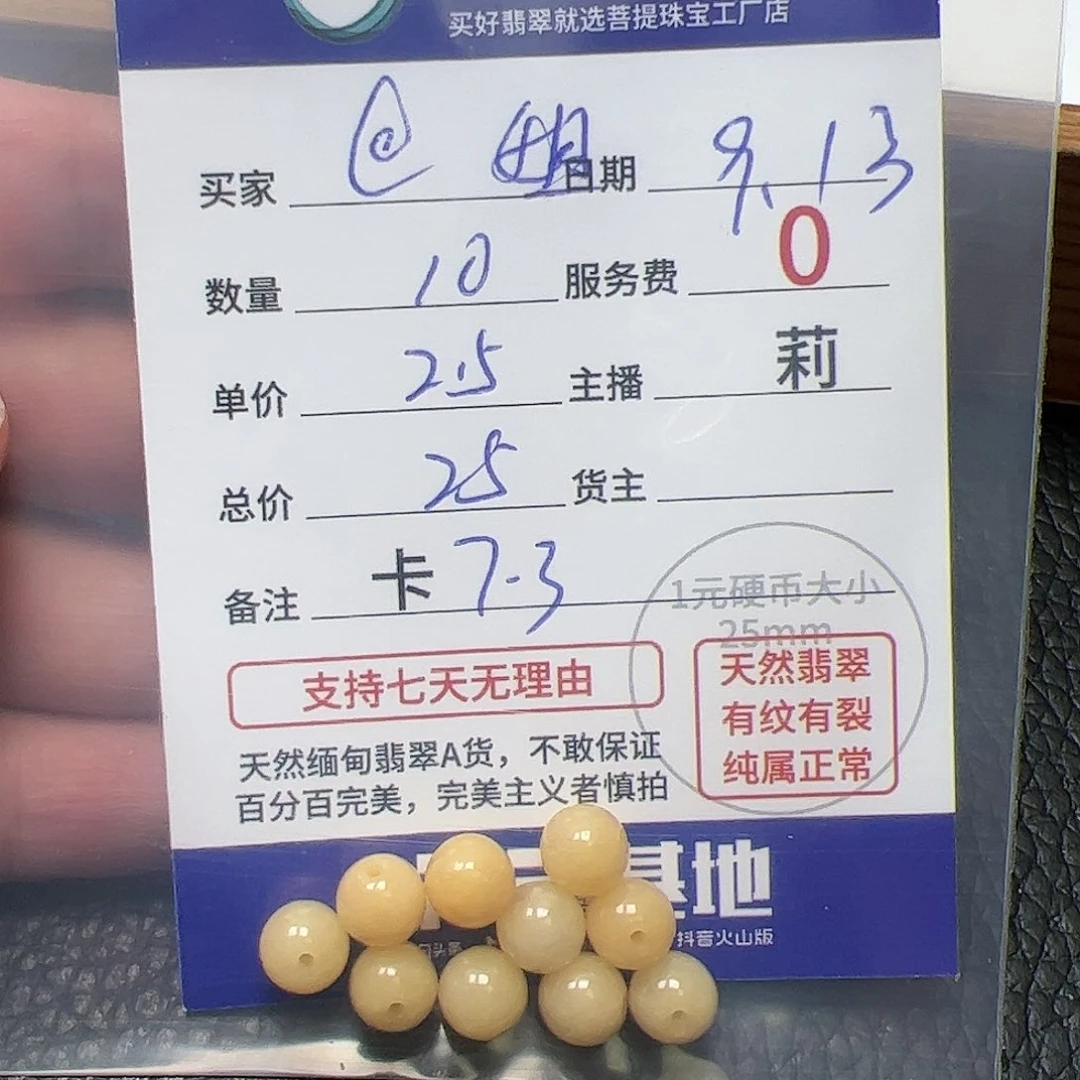 买好翡翠就选菩提珠宝工厂店
买家 姐 日期 9.13
数量 10 服务费 0
单价 2.5 主播 莉
总价 25 货主
备注 卡 7-3
1元硬币大小
25mm
支持七天无理由
天然翡翠
有纹有裂
纯属正常
天然缅甸翡翠A货，不敢保证
百分百完美，完美主义者慎拍
基地
抖音火山版